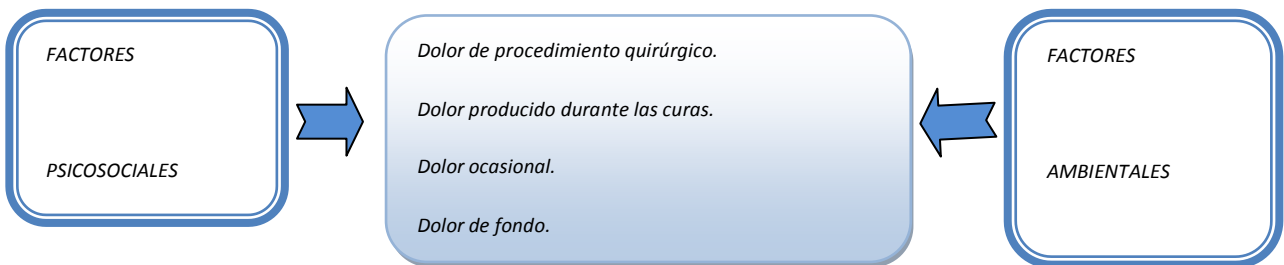 FACTORES
PSICOSOCIALES
Dolor de procedimiento quirúrgico.
Dolor producido durante las curas.
Dolor ocasional.
Dolor de fondo.
FACTORES
AMBIENTALES